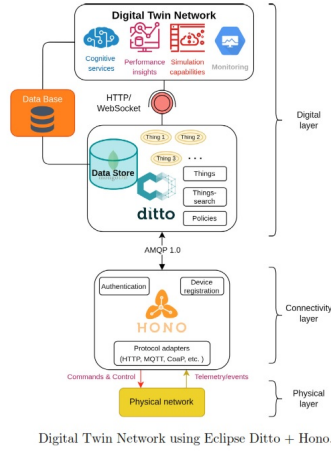 Digital Twin Network
Cognitive
services
Performance
insights
Simulation
capabilities
Monitoring
Data Base
HTTP/
WebSocket
Digital
layer
Thing 1
Thing 2
Thing 3
...
Data Store
ditto
Things
Things-
search
Policies
AMQP 1.0
Authentication
Device
registration
HONO
Connectivity
layer
Protocol adapters
(HTTP, MQTT, CoaP, etc. )
Commands & Control
Telemetry/events
Physical network
Physical
layer
Digital Twin Network using Eclipse Ditto + Hono.